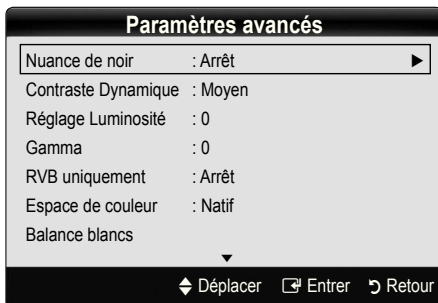 Paramètres avancés
Nuance de noir : Arrêt
Contraste Dynamique : Moyen
Réglage Luminosité : 0
Gamma : 0
RVB uniquement : Arrêt
Espace de couleur : Natif
Balance blancs
Déplacer Entrer Retour